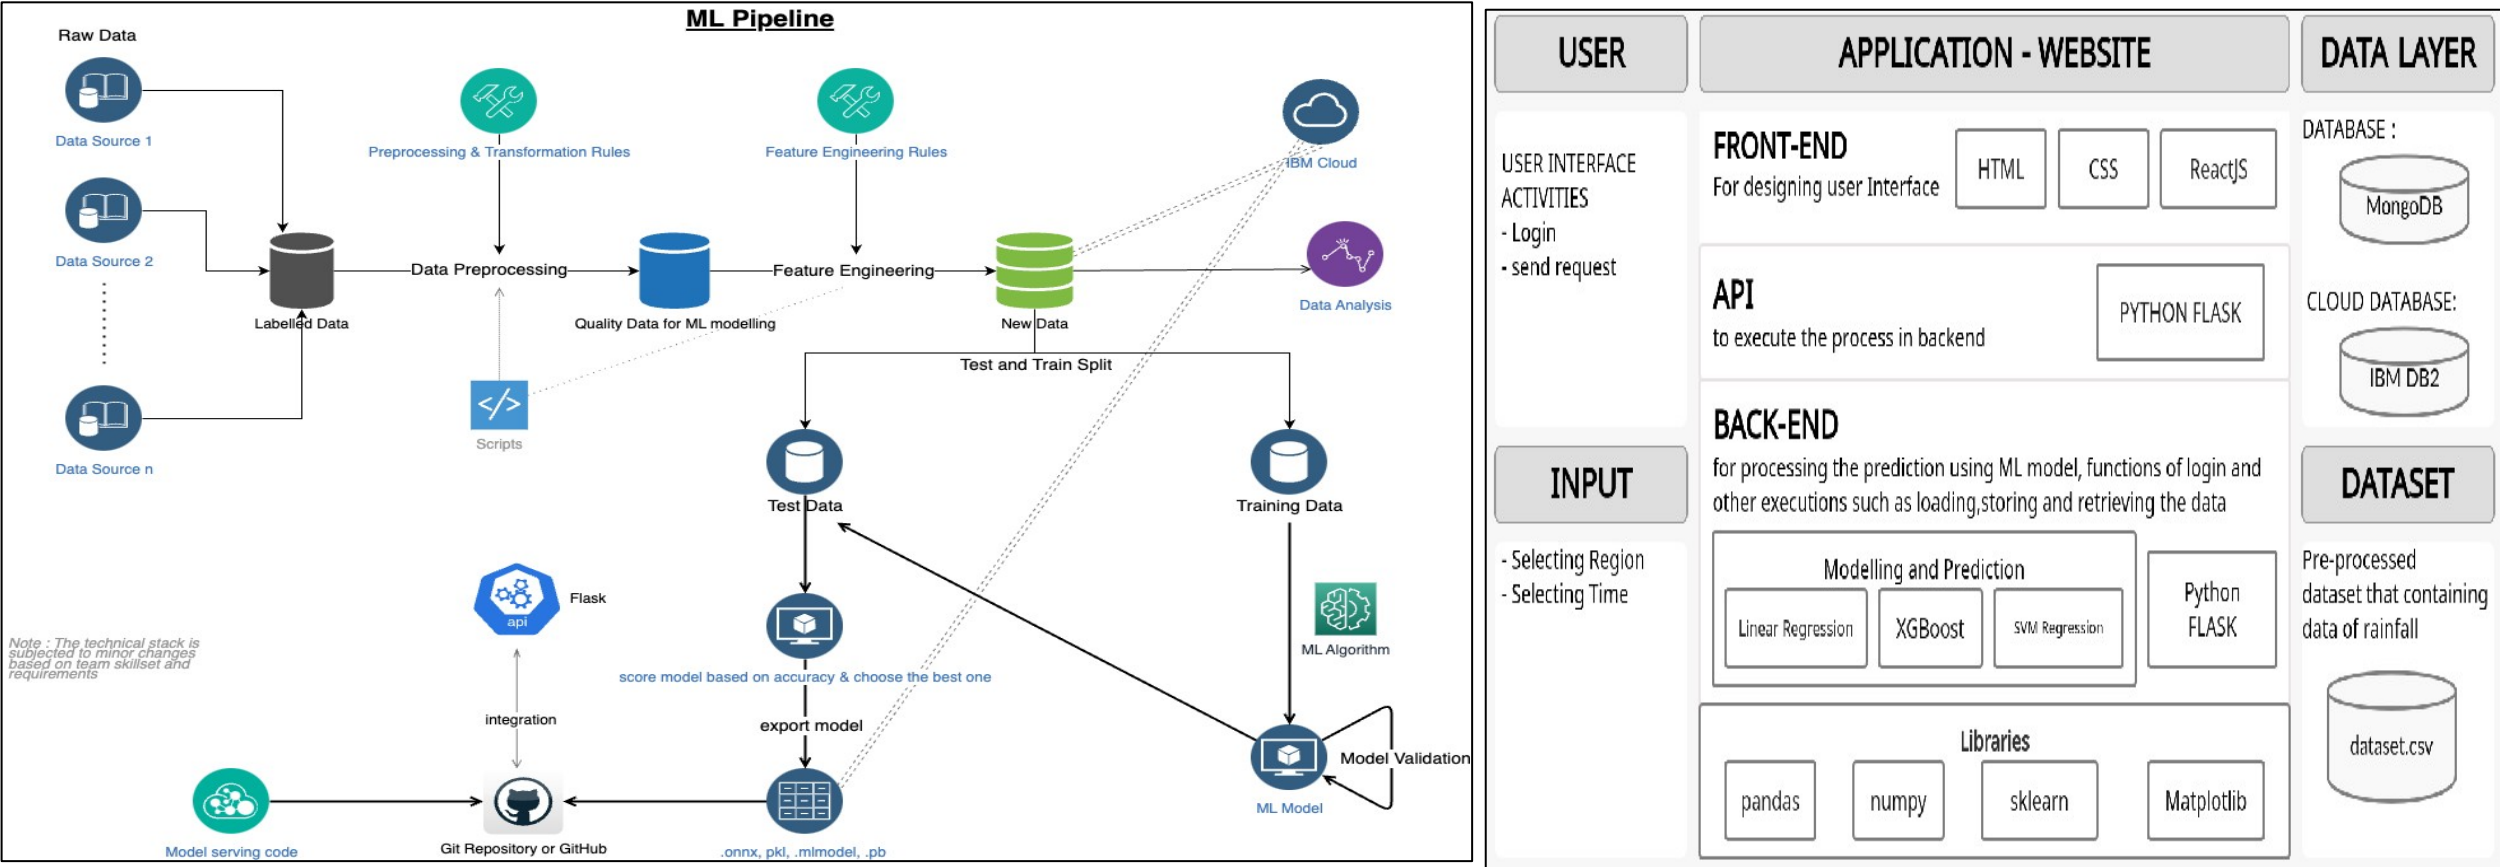 ML Pipeline
Raw Data
Data Source 1
Data Source 2
Data Source n
Preprocessing & Transformation Rules
Feature Engineering Rules
IBM Cloud
Labelled Data
Data Preprocessing
Quality Data for ML modelling
Feature Engineering
New Data
Data Analysis
Test and Train Split
</>
Scripts
Test Data
Training Data
api
Flask
ML Algorithm
Note : The technical stack is
subjected to minor changes
based on team skillset and
requirements
score model based on accuracy & choose the best one
integration
export model
Model Validation
ML Model
Model serving code
Git Repository or GitHub
.onnx, pkl, .mlmodel, .pb
USER
USER INTERFACE
ACTIVITIES
- Login
- send request
INPUT
- Selecting Region
- Selecting Time
APPLICATION - WEBSITE
FRONT-END
For designing user Interface
HTML
CSS
ReactJS
API
to execute the process in backend
PYTHON FLASK
BACK-END
for processing the prediction using ML model, functions of login and
other executions such as loading,storing and retrieving the data
Modelling and Prediction
Linear Regression
XGBoost
SVM Regression
Python
FLASK
Libraries
pandas
numpy
sklearn
Matplotlib
DATA LAYER
DATABASE :
MongoDB
CLOUD DATABASE:
IBM DB2
DATASET
Pre-processed
dataset that containing
data of rainfall
dataset.csv